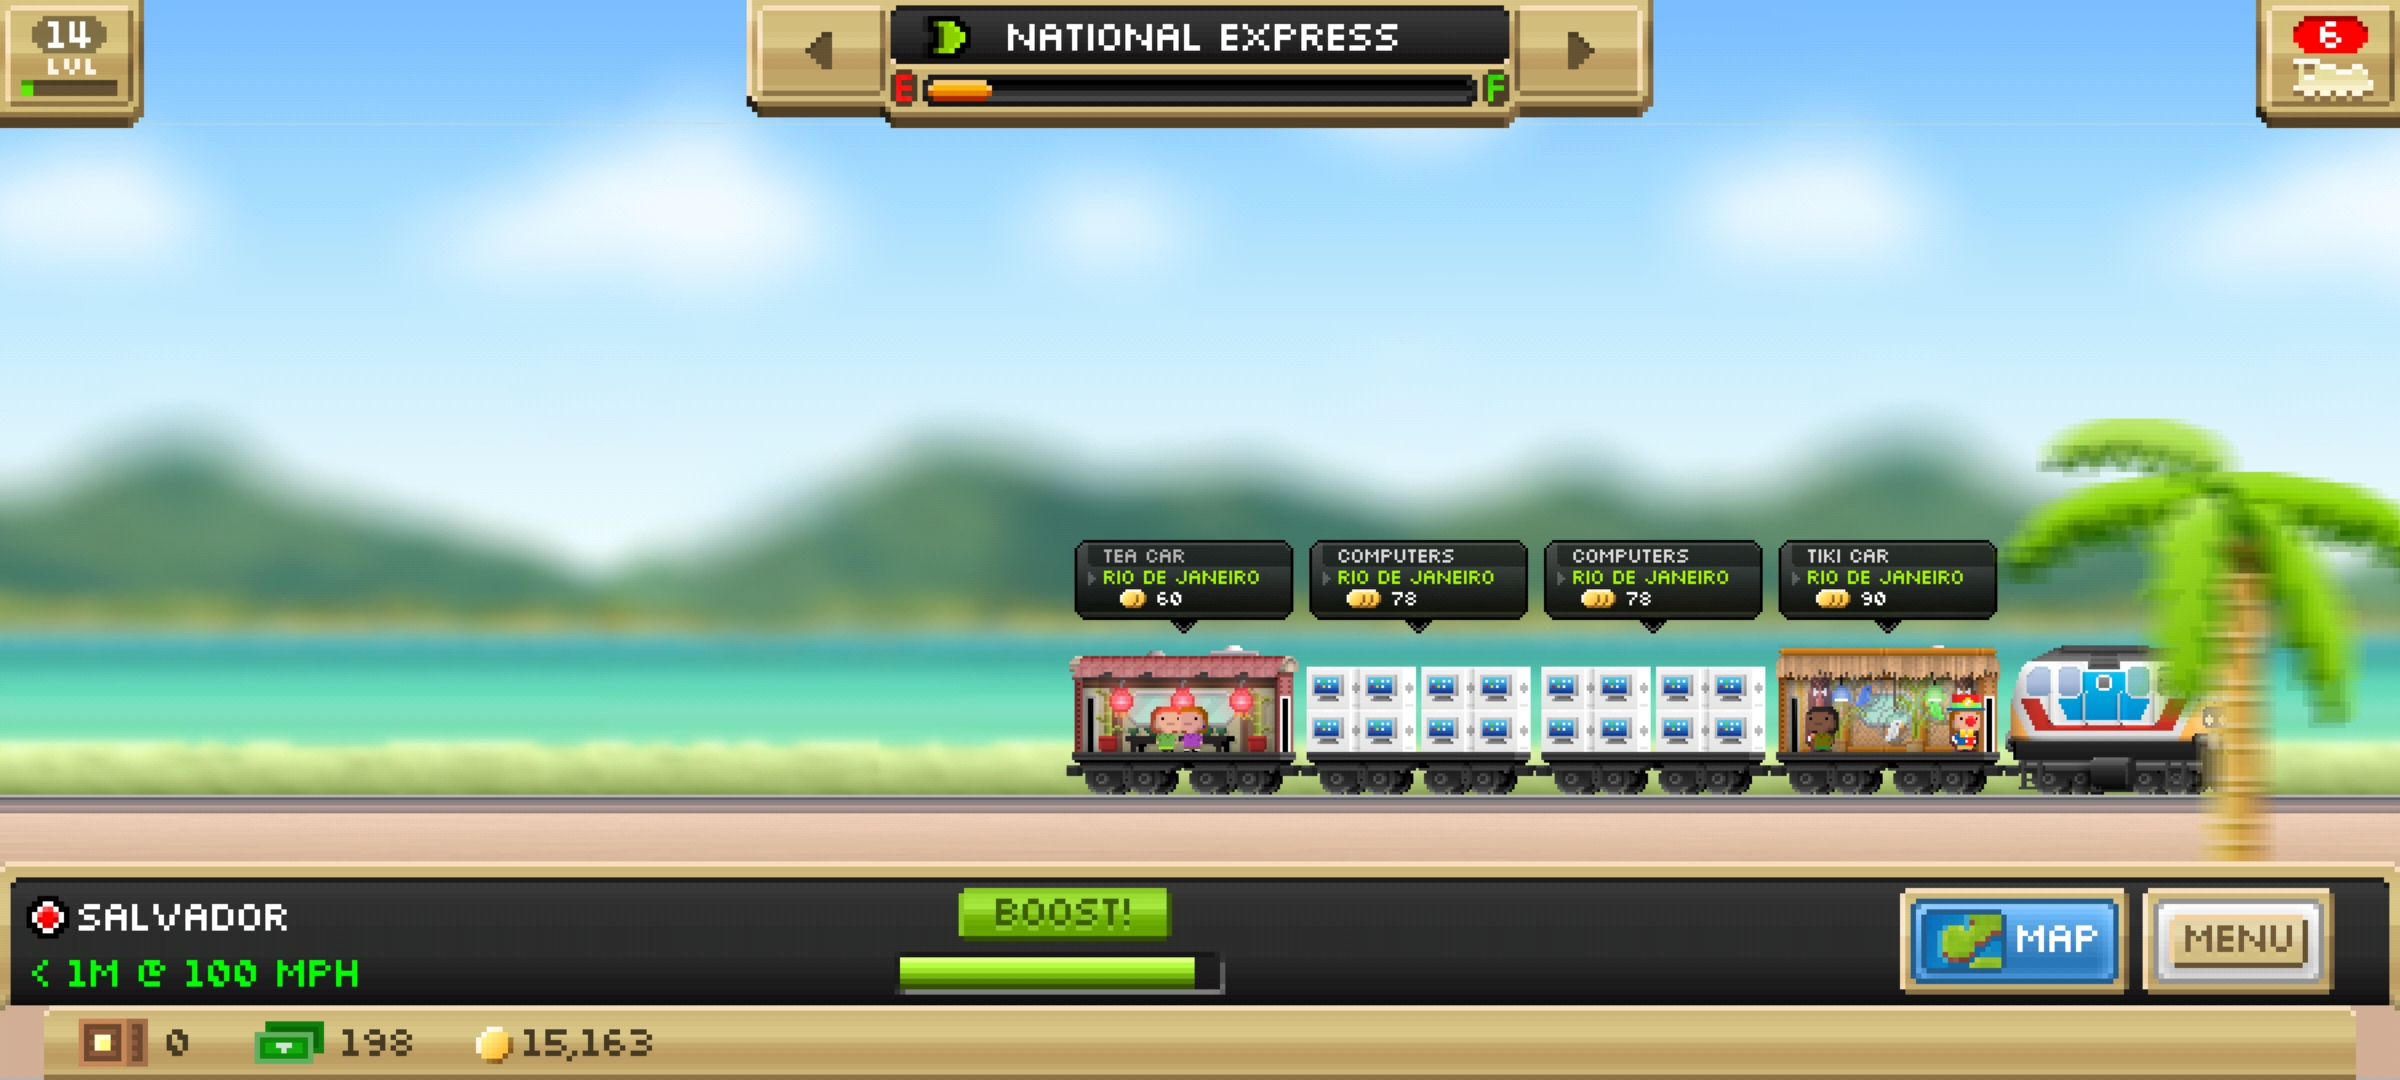 14
LVL
NATIONAL EXPRESS
E F
6
TEA CAR
RIO DE JANEIRO
60
COMPUTERS
RIO DE JANEIRO
78
COMPUTERS
RIO DE JANEIRO
78
TIKI CAR
RIO DE JANEIRO
90
SALVADOR
< 1M @ 100 MPH
BOOST!
MAP
MENU
0 198 15,163